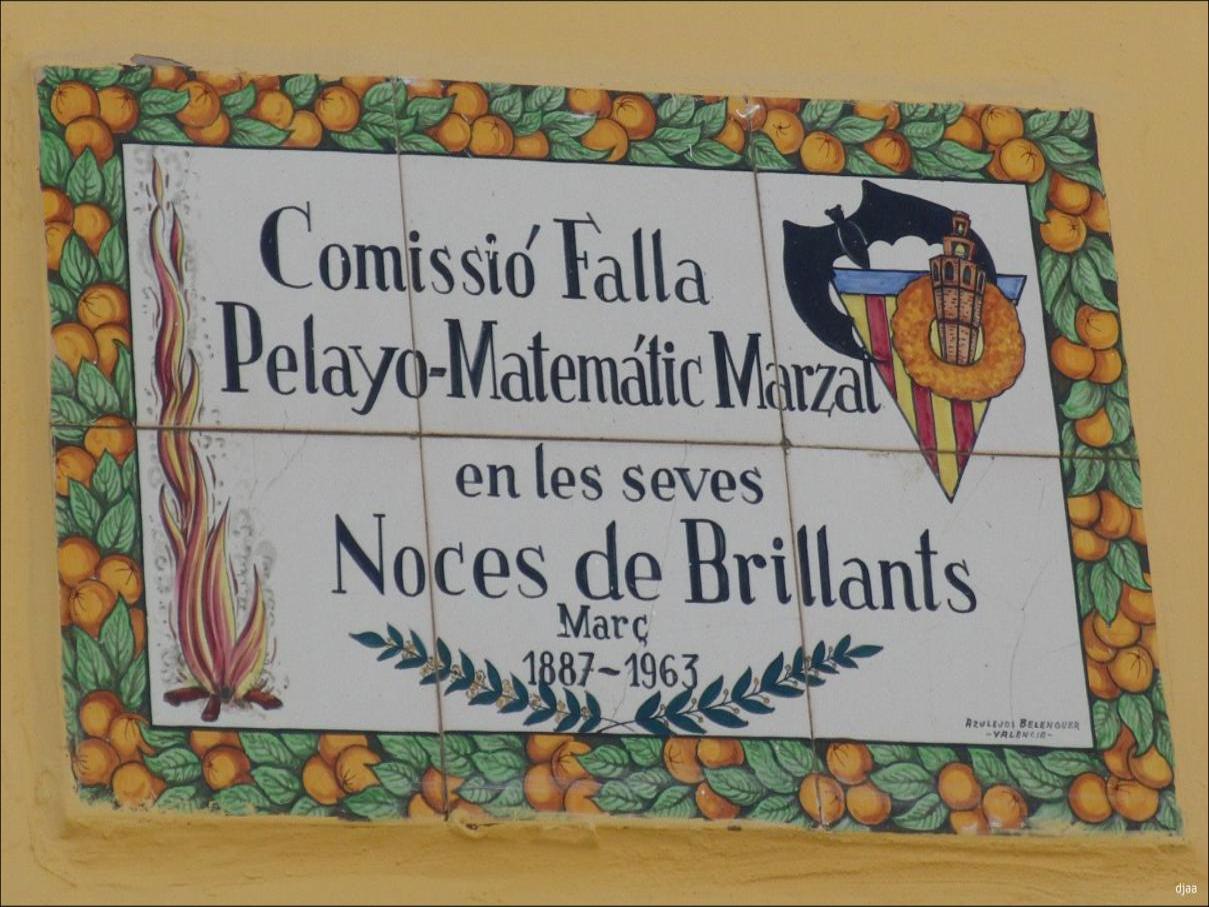 Comissió Falla
Pelayo-Matemátic Marzal
en les seves
Noces de Brillants
Març
1887~1963
AZULEJOS BELENGUER
-VALENCIA-
djaa